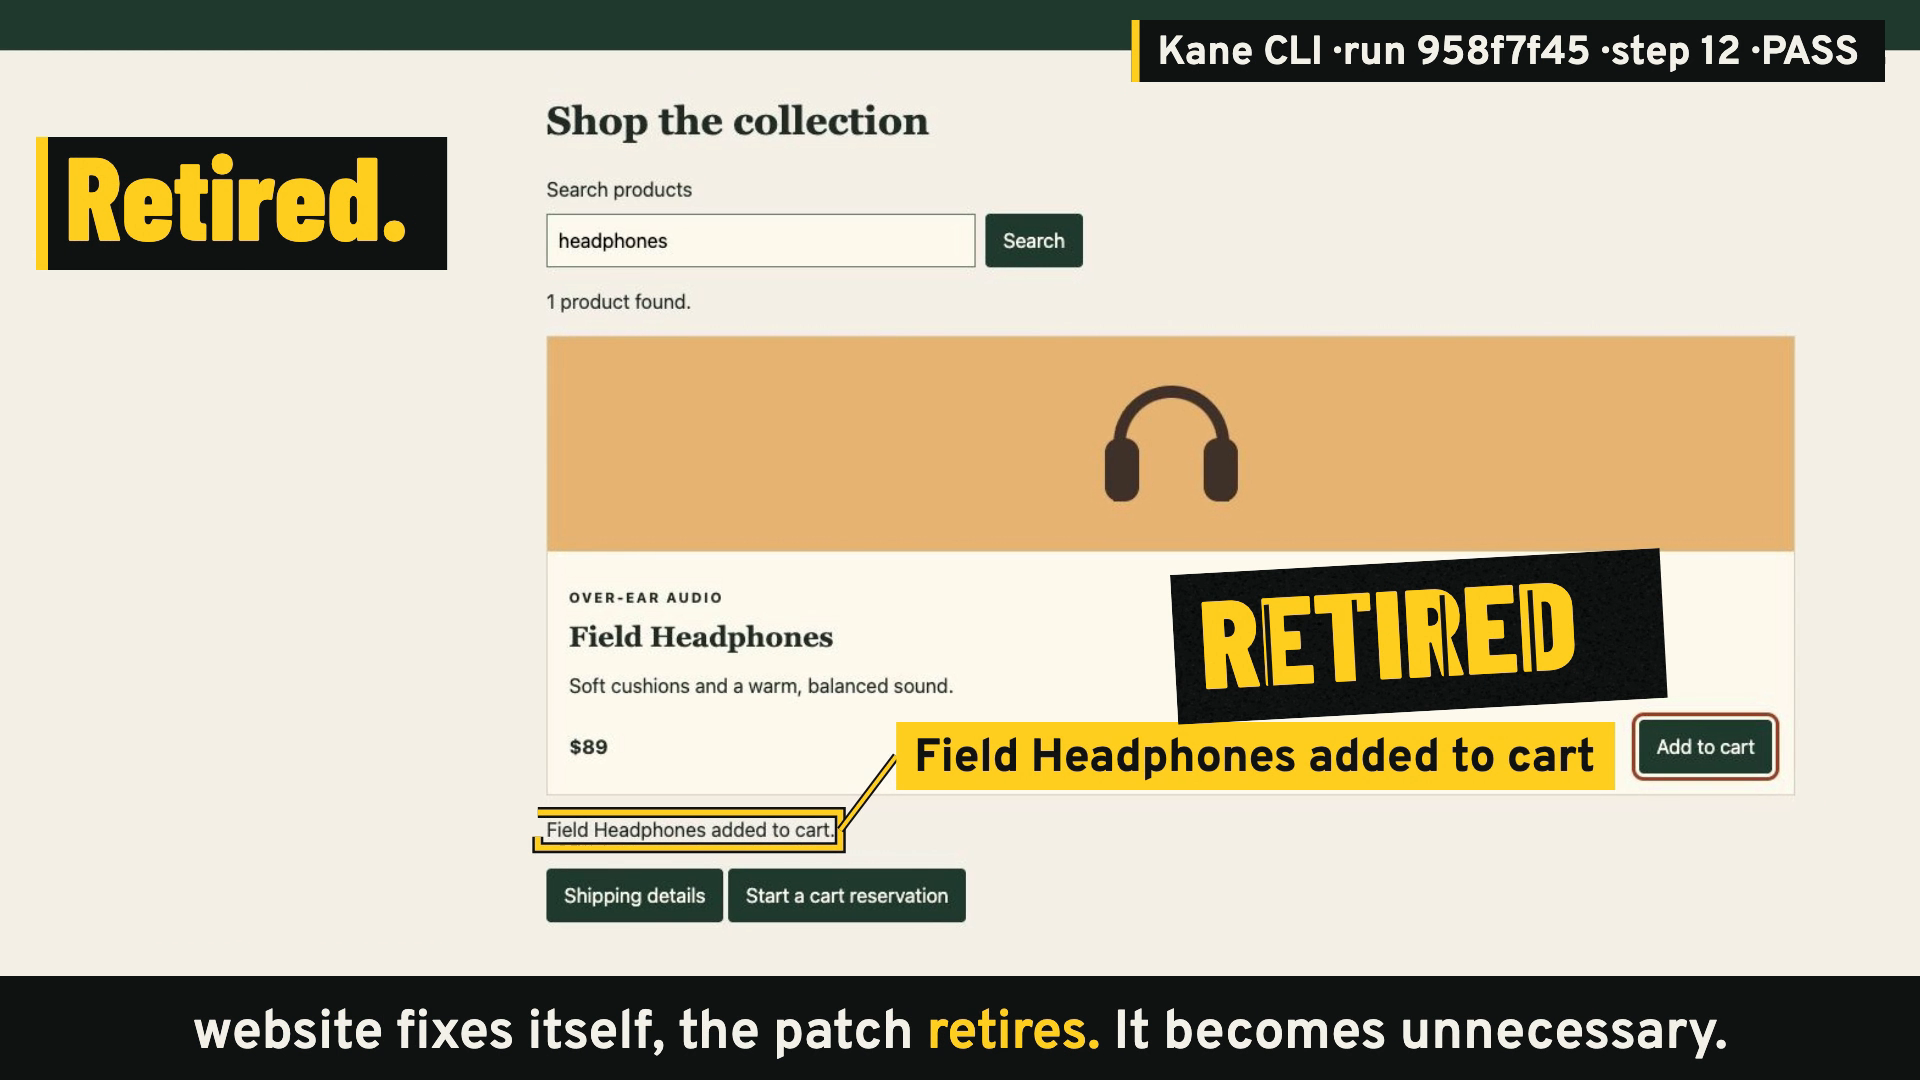 Kane CLI ·run 958f7f45 ·step 12 ·PASS
Retired.
Shop the collection
Search products
headphones
Search
1 product found.
OVER-EAR AUDIO
Field Headphones
Soft cushions and a warm, balanced sound.
RETIRED
$89
Field Headphones added to cart
Add to cart
Field Headphones added to cart.
Shipping details
Start a cart reservation
website fixes itself, the patch retires. It becomes unnecessary.